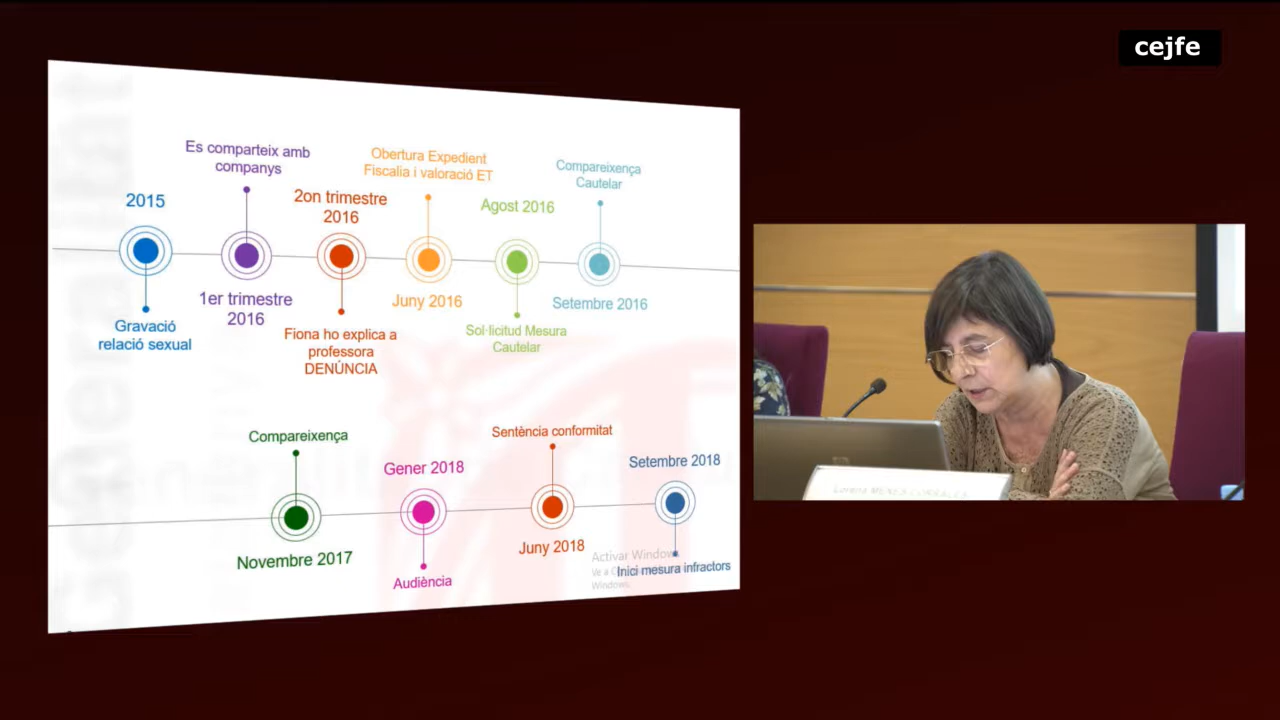 cejfe
Es comparteix amb
companys
Obertura Expedient
Fiscalia i valoració ET
Compareixença
Cautelar
2015
2on trimestre
2016
Agost 2016
1er trimestre
2016
Juny 2016
Setembre 2016
Gravació
relació sexual
Fiona ho explica a
professora
DENÚNCIA
Sol·licitud Mesura
Cautelar
Compareixença
Gener 2018
Sentència conformitat
Setembre 2018
Novembre 2017
Audiència
Juny 2018
Activar Windows
Inici mesura infractors
Windows.